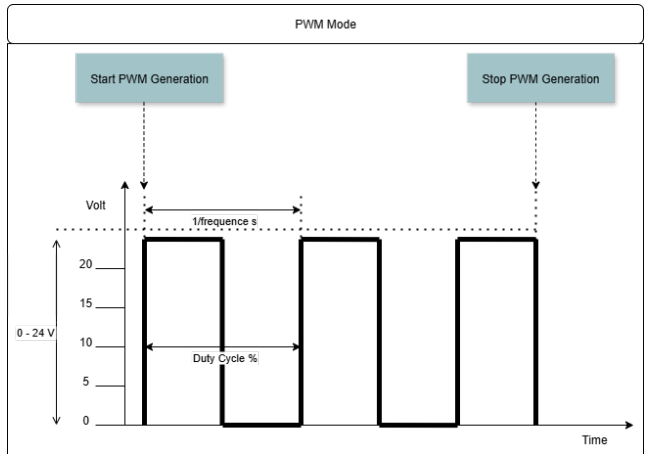 PWM Mode
Start PWM Generation
Stop PWM Generation
Volt
1/frequence s
20
15
0 - 24 V
10
Duty Cycle %
5
0
Time